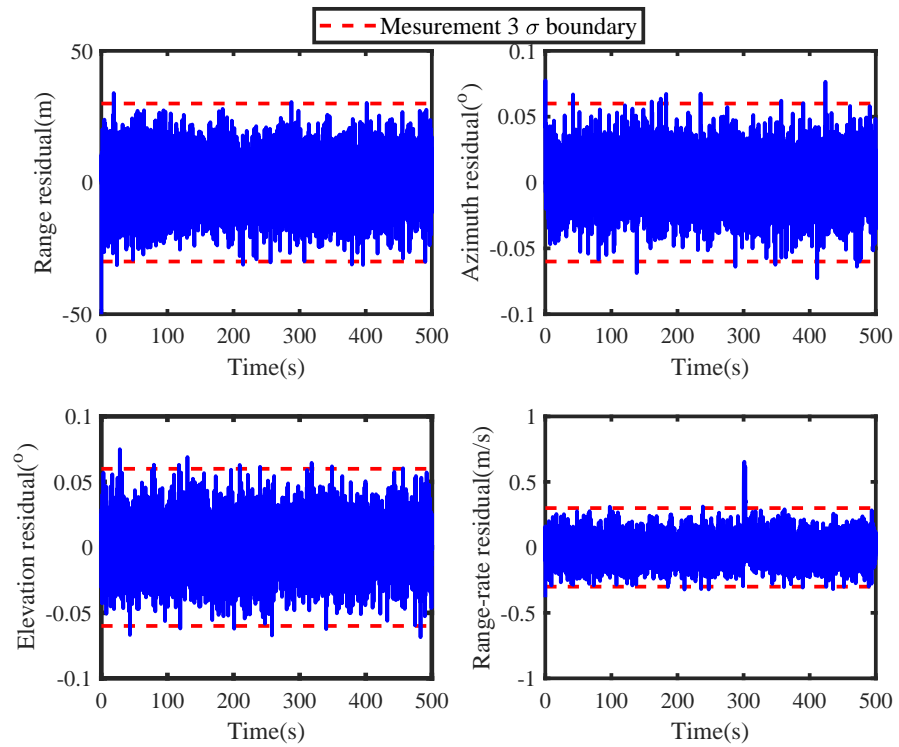 Mesurement 3 σ boundary
50
0
-50
Range residual(m)
0 100 200 300 400 500
Time(s)
0.1
0.05
0
-0.05
-0.1
Azimuth residual(°)
0 100 200 300 400 500
Time(s)
0.1
0.05
0
-0.05
-0.1
Elevation residual(°)
0 100 200 300 400 500
Time(s)
1
0.5
0
-0.5
-1
Range-rate residual(m/s)
0 100 200 300 400 500
Time(s)